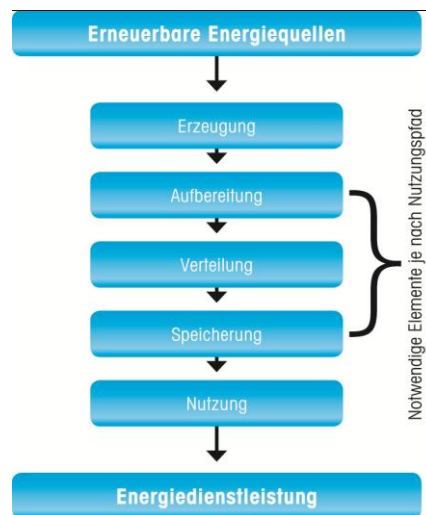 Erneuerbare Energiequellen
Erzeugung
Aufbereitung
Verteilung
Speicherung
Nutzung
Energiedienstleistung
Notwendige Elemente je nach Nutzungspfad